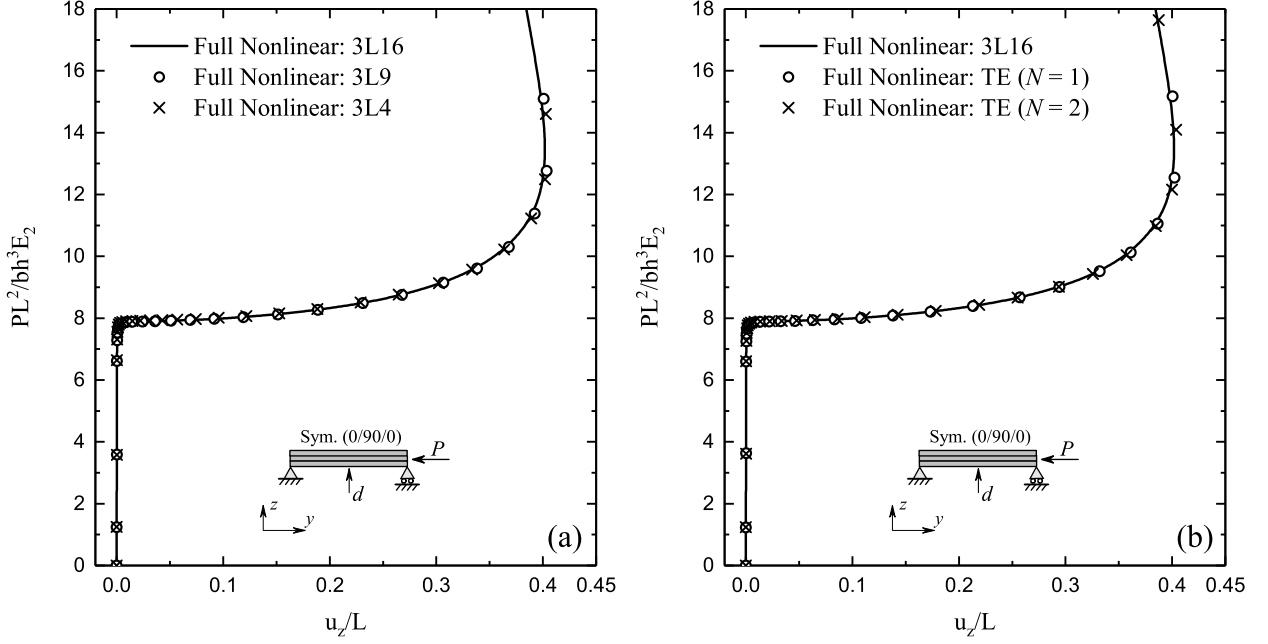 18
16
14
12
10
8
6
4
2
0
PL²/bh³E₂
Full Nonlinear: 3L16
Full Nonlinear: 3L9
Full Nonlinear: 3L4
Sym. (0/90/0)
P
d
z
y
(a)
0.0 0.1 0.2 0.3 0.4 0.45
u_z/L
18
16
14
12
10
8
6
4
2
0
PL²/bh³E₂
Full Nonlinear: 3L16
Full Nonlinear: TE (N = 1)
Full Nonlinear: TE (N = 2)
Sym. (0/90/0)
P
d
z
y
(b)
0.0 0.1 0.2 0.3 0.4 0.45
u_z/L